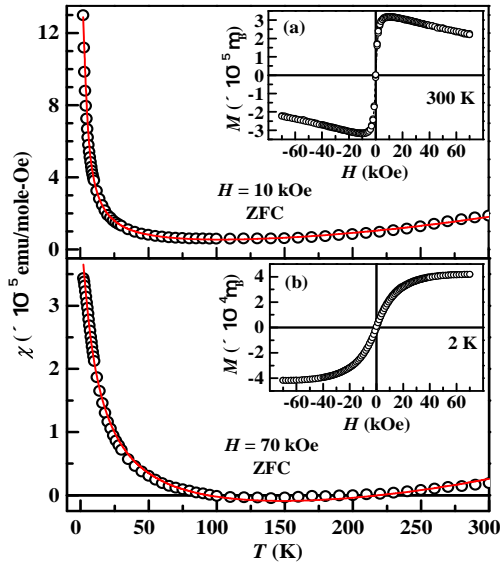 12
8
4
0
(a)
3
2
1
0
-1
-2
-3
M (´ 10⁻⁵ mB)
300 K
-60 -40 -20 0 20 40 60
H (kOe)
H = 10 kOe
ZFC
χ (´ 10⁻⁵ emu/mole-Oe)
3
2
1
0
(b)
4
2
0
-2
-4
M (´ 10⁻⁴ mB)
2 K
-60 -40 -20 0 20 40 60
H (kOe)
H = 70 kOe
ZFC
0 50 100 150 200 250 300
T (K)